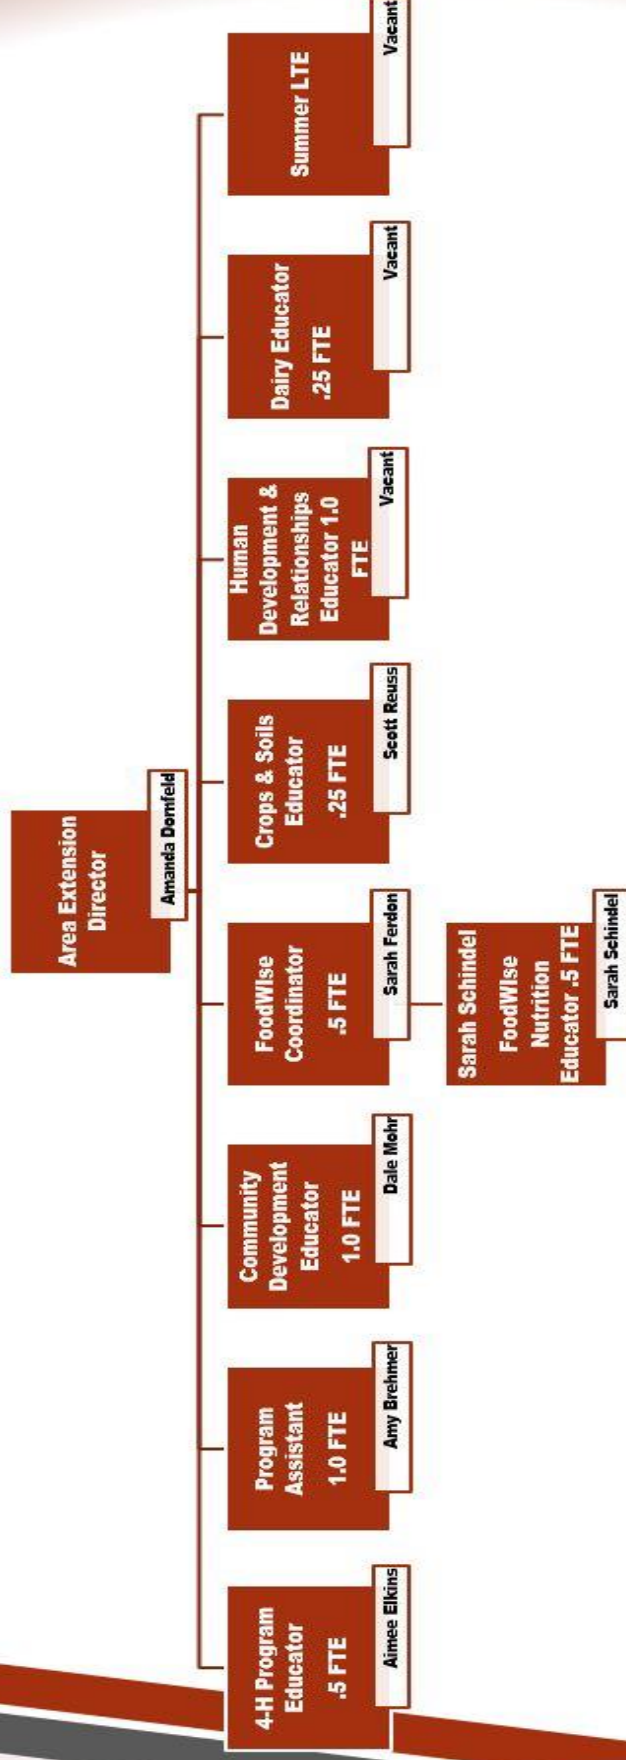 Area Extension
Director
Amanda Dornfeld
4-H Program
Educator
.5 FTE
Aimee Elkins
Program
Assistant
1.0 FTE
Amy Brehmer
Community
Development
Educator
1.0 FTE
Dale Mohr
FoodWIse
Coordinator
.5 FTE
Sarah Ferdon
Crops & Soils
Educator
.25 FTE
Scott Reuss
Human
Development &
Relationships
Educator 1.0
FTE
Vacant
Dairy Educator
.25 FTE
Vacant
Summer LTE
Vacant
Sarah Schindel
FoodWIse
Nutrition
Educator .5 FTE
Sarah Schindel